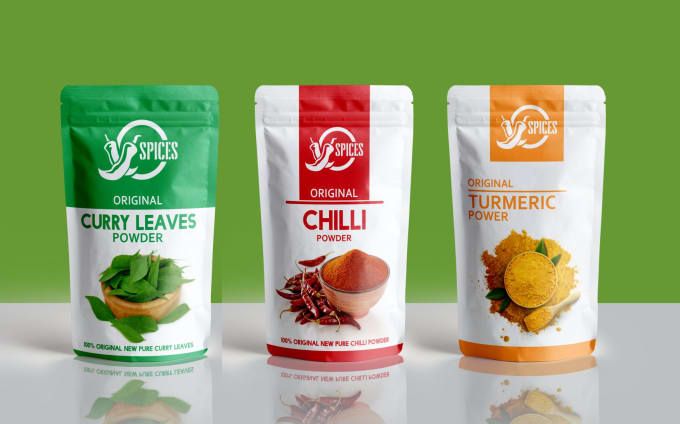 SPICES
ORIGINAL
CURRY LEAVES
POWDER
100% ORIGINAL NEW PURE CURRY LEAVES
SPICES
ORIGINAL
CHILLI
POWDER
100% ORIGINAL NEW PURE CHILLI POWDER
SPICES
ORIGINAL
TURMERIC
POWER